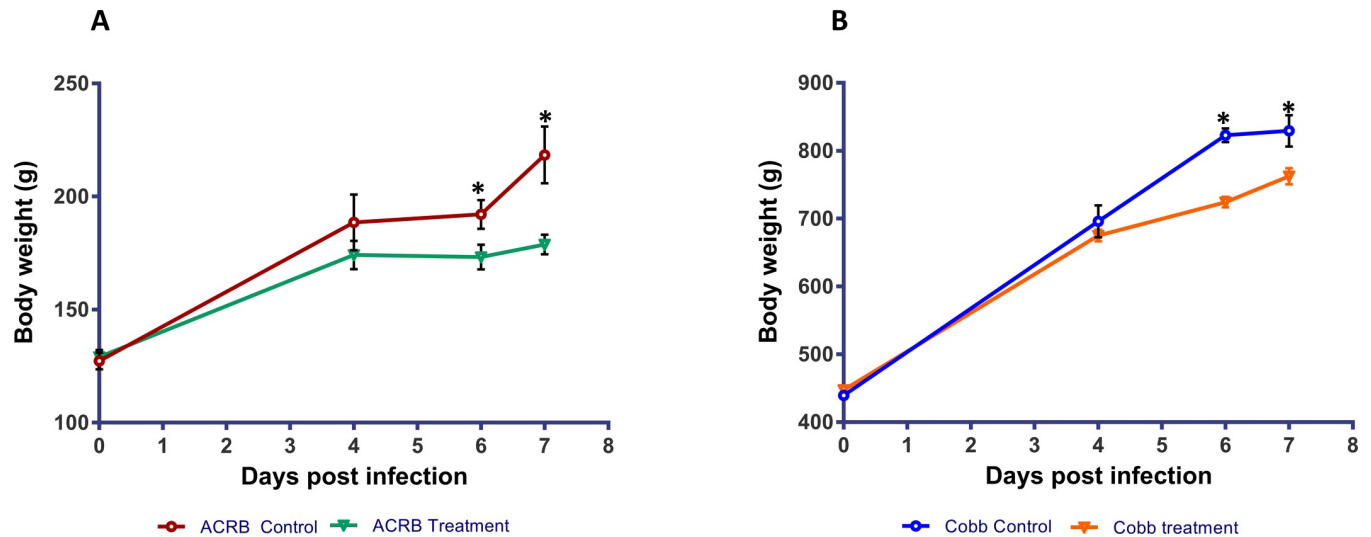 A
250
200
150
100
Body weight (g)
*
*
0 1 2 3 4 5 6 7 8
Days post infection
ACRB Control ACRB Treatment
B
900
800
700
600
500
400
Body weight (g)
*
*
0 1 2 3 4 5 6 7 8
Days post infection
Cobb Control Cobb treatment